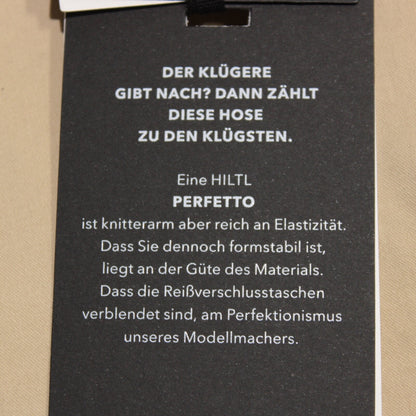 DER KLÜGERE
GIBT NACH? DANN ZÄHLT
DIESE HOSE
ZU DEN KLÜGSTEN.
Eine HILTL
PERFETTO
ist knitterarm aber reich an Elastizität.
Dass Sie dennoch formstabil ist,
liegt an der Güte des Materials.
Dass die Reißverschlusstaschen
verblendet sind, am Perfektionismus
unseres Modellmachers.